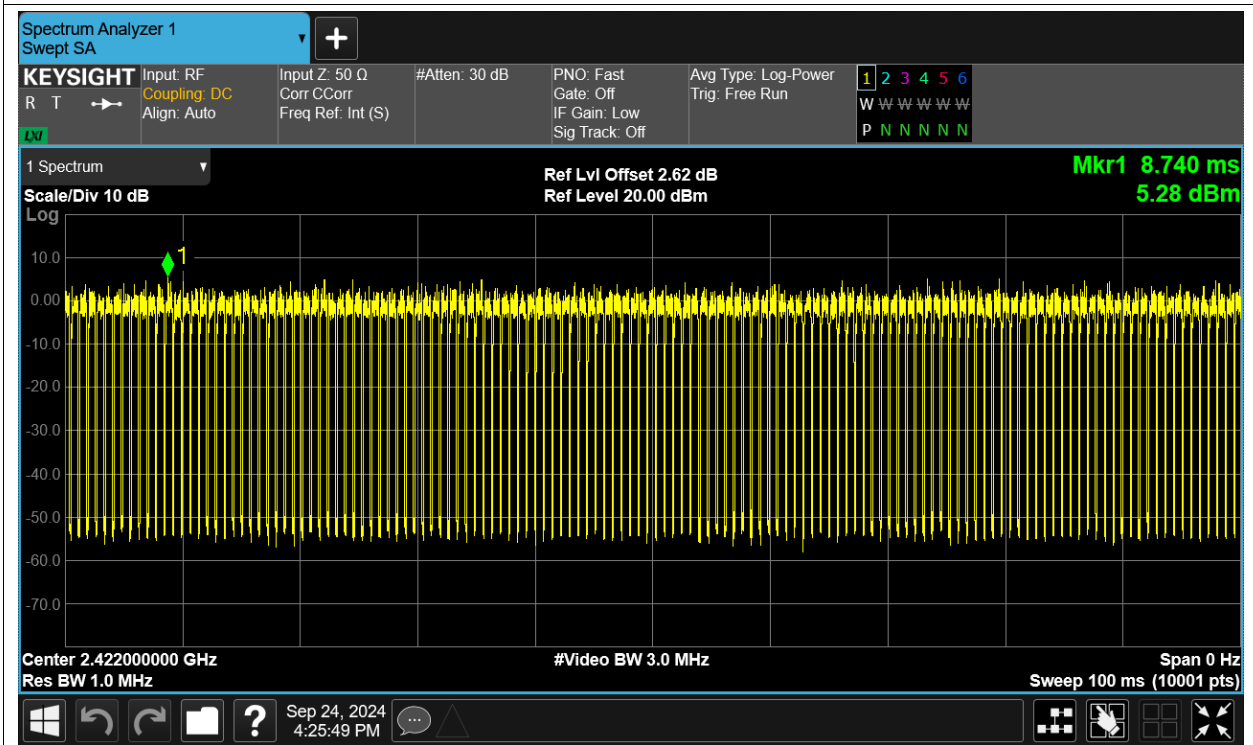 Spectrum Analyzer 1
Swept SA
KEYSIGHT
R T
LXI
Input: RF
Coupling: DC
Align: Auto
Input Z: 50 Ω
Corr CCorr
Freq Ref: Int (S)
#Atten: 30 dB
PNO: Fast
Gate: Off
IF Gain: Low
Sig Track: Off
Avg Type: Log-Power
Trig: Free Run
1 2 3 4 5 6
W W W W W W
P N N N N N
1 Spectrum
Scale/Div 10 dB
Log
Ref Lvl Offset 2.62 dB
Ref Level 20.00 dBm
Mkr1 8.740 ms
5.28 dBm
1
10.0
0.00
-10.0
-20.0
-30.0
-40.0
-50.0
-60.0
-70.0
Center 2.422000000 GHz
#Video BW 3.0 MHz
Span 0 Hz
Res BW 1.0 MHz
Sweep 100 ms (10001 pts)
?
Sep 24, 2024
4:25:49 PM